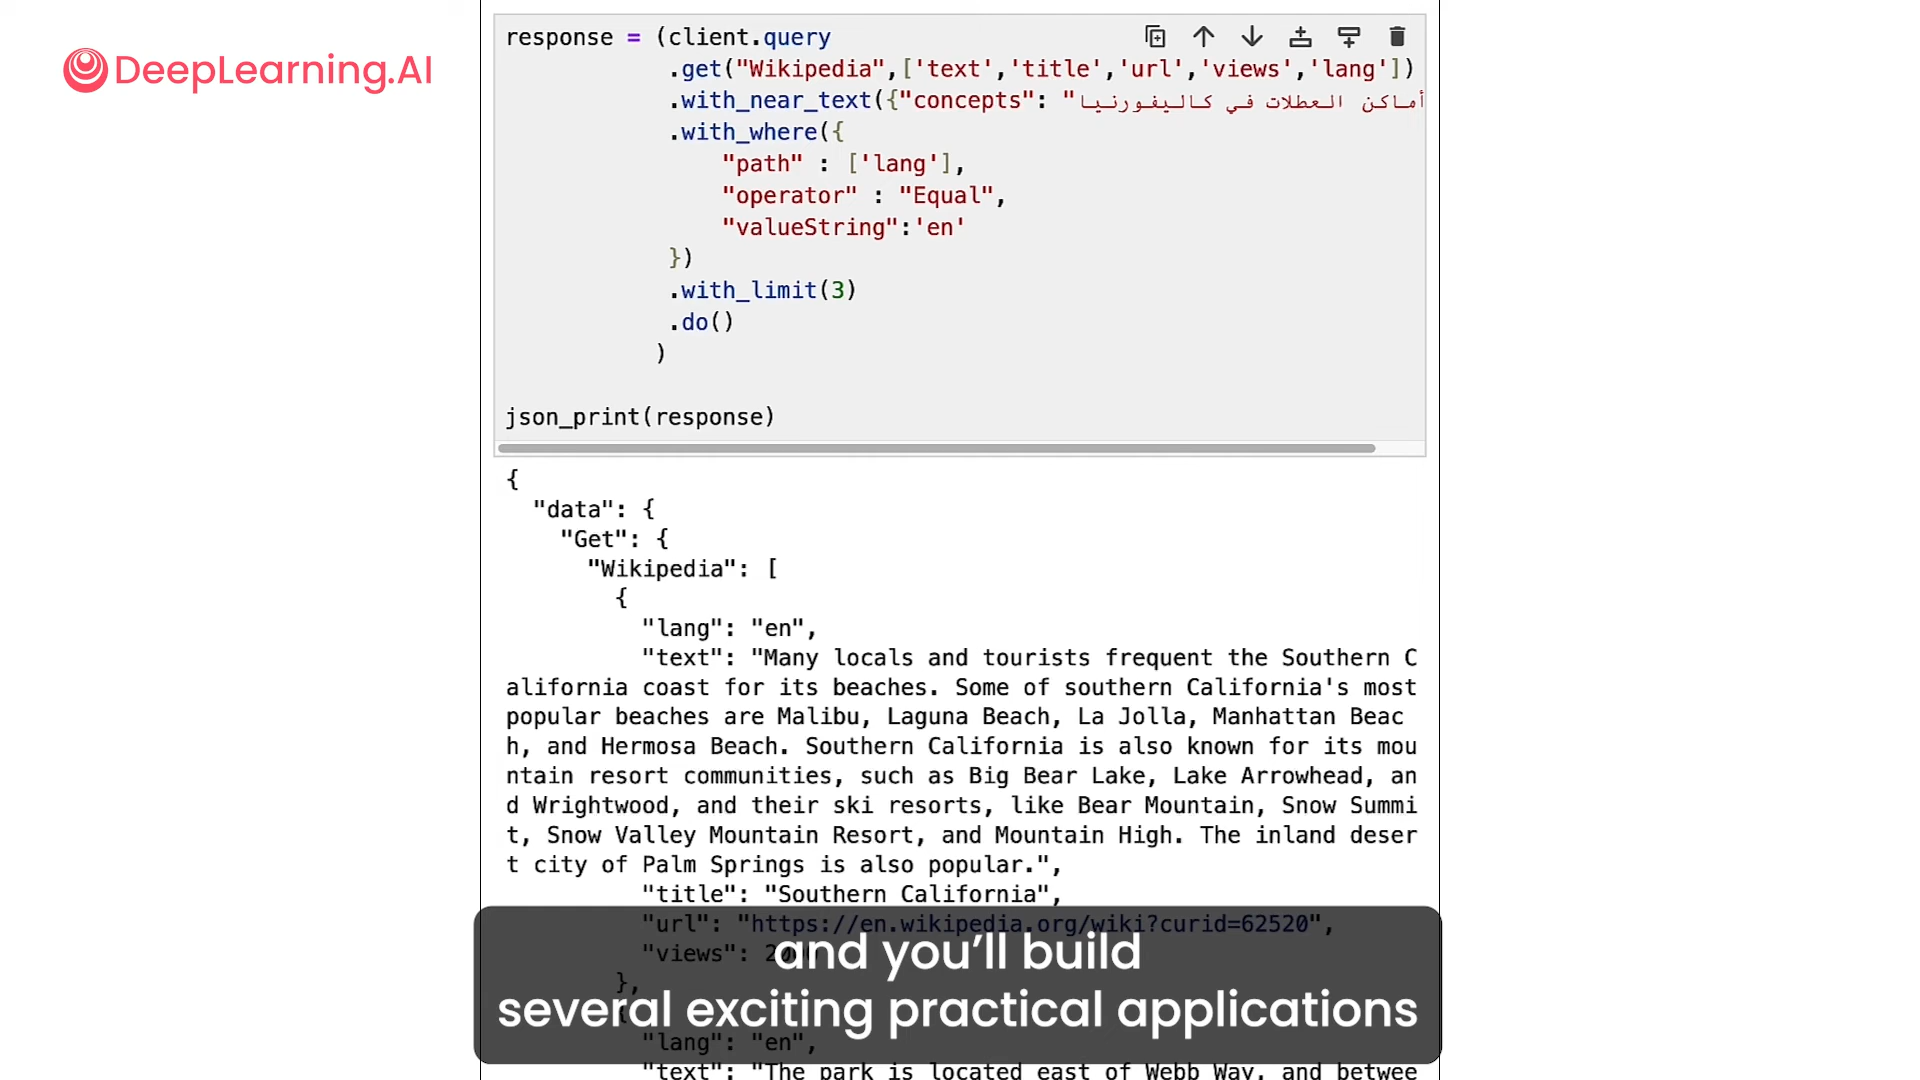 DeepLearning.AI
response = (client.query
.get("Wikipedia",['text','title','url','views','lang'])
.with_near_text({"concepts": "أماكن العطلات في كاليفورنيا
.with_where({
"path" : ['lang'],
"operator" : "Equal",
"valueString":'en'
})
.with_limit(3)
.do()
)
json_print(response)
{
"data": {
"Get": {
"Wikipedia": [
{
"lang": "en",
"text": "Many locals and tourists frequent the Southern C
alifornia coast for its beaches. Some of southern California's most
popular beaches are Malibu, Laguna Beach, La Jolla, Manhattan Beac
h, and Hermosa Beach. Southern California is also known for its mou
ntain resort communities, such as Big Bear Lake, Lake Arrowhead, an
d Wrightwood, and their ski resorts, like Bear Mountain, Snow Summi
t, Snow Valley Mountain Resort, and Mountain High. The inland deser
t city of Palm Springs is also popular.",
"title": "Southern California",
"url": "https://en.wikipedia.org/wiki?curid=62520",
"views":
},
and you'll build
several exciting practical applications
"lang": "en",
"text": "The park is located east of Webb Way, and betwee